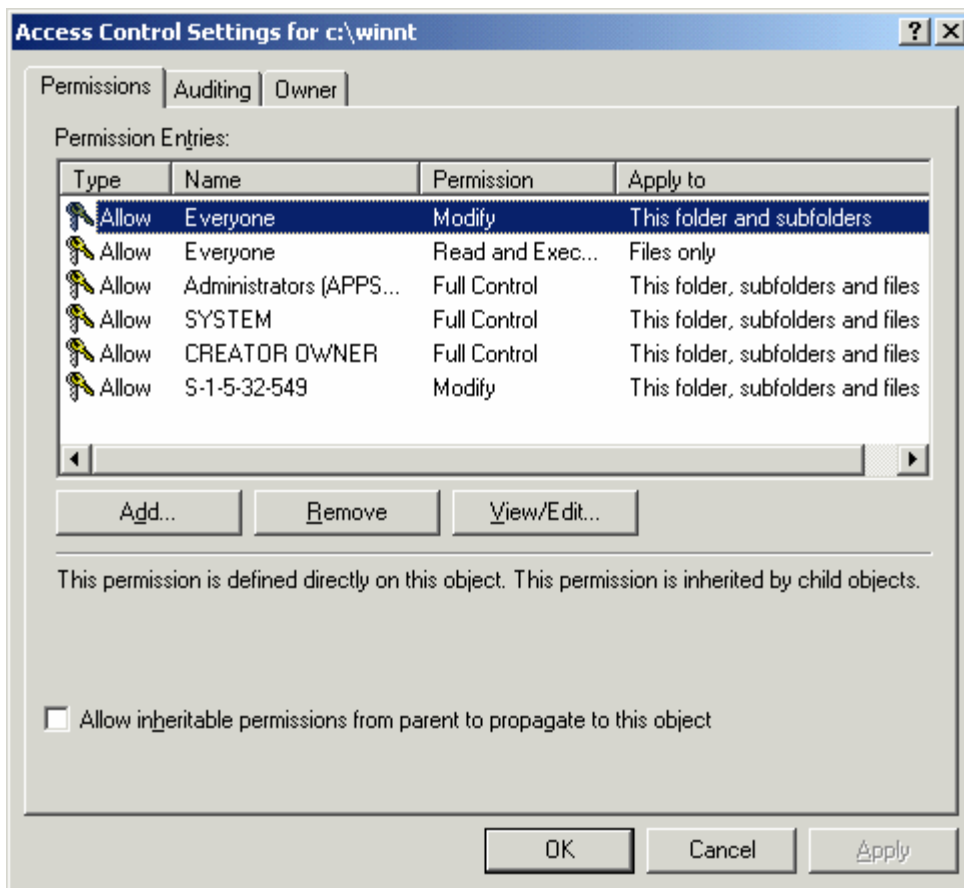 Access Control Settings for c:\winnt
Permissions Auditing Owner
Permission Entries:
Type Name Permission Apply to
Allow Everyone Modify This folder and subfolders
Allow Everyone Read and Exec... Files only
Allow Administrators (APPS... Full Control This folder, subfolders and files
Allow SYSTEM Full Control This folder, subfolders and files
Allow CREATOR OWNER Full Control This folder, subfolders and files
Allow S-1-5-32-549 Modify This folder, subfolders and files
Add... Remove View/Edit...
This permission is defined directly on this object. This permission is inherited by child objects.
Allow inheritable permissions from parent to propagate to this object
OK Cancel Apply